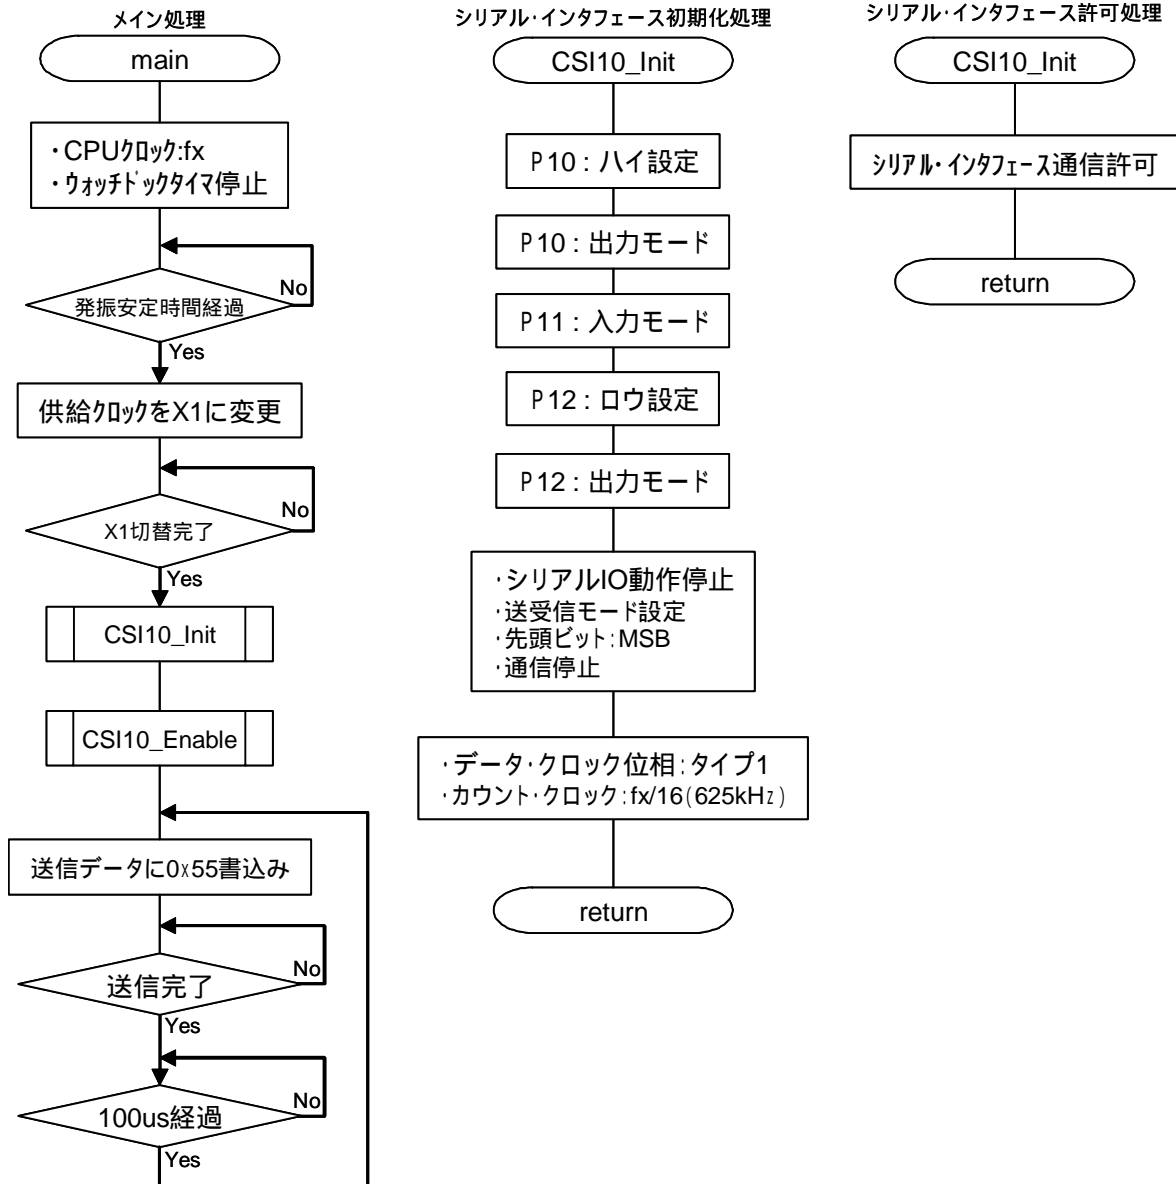 メイン処理
main
・CPUクロック:fx
・ウォッチドックタイマ停止
発振安定時間経過
No
Yes
供給クロックをX1に変更
X1切替完了
No
Yes
CSI10_Init
CSI10_Enable
送信データに0x55書込み
送信完了
No
Yes
100us経過
No
Yes
シリアル・インタフェース初期化処理
CSI10_Init
P10：ハイ設定
P10：出力モード
P11：入力モード
P12：ロウ設定
P12：出力モード
・シリアルIO動作停止
・送受信モード設定
・先頭ビット：MSB
・通信停止
・データ・クロック位相：タイプ1
・カウント・クロック：fx/16(625kHz)
return
シリアル・インタフェース許可処理
CSI10_Init
シリアル・インタフェース通信許可
return